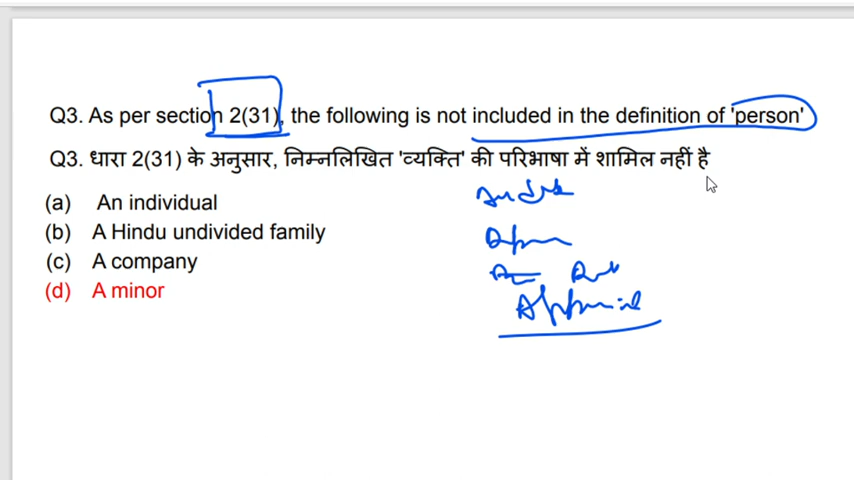 Q3. As per section 2(31), the following is not included in the definition of 'person'
Q3. धारा 2(31) के अनुसार, निम्नलिखित 'व्यक्ति' की परिभाषा में शामिल नहीं है
(a) An individual
(b) A Hindu undivided family
(c) A company
(d) A minor